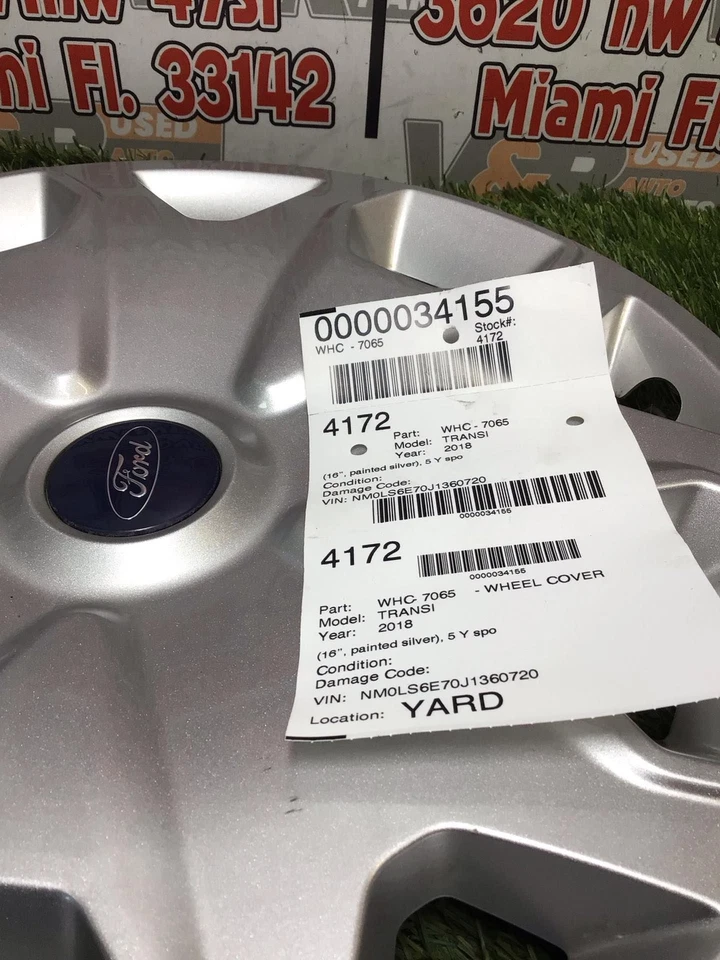 3620 nW
Fl. 33142
Miami
USED
AUTO
&
USED
AUTO
Ford
0000034155
WHC - 7065
Stock#:
4172
4172
Part: WHC - 7065
Model: TRANSI
Year: 2018
(16", painted silver), 5 Y spo
Condition:
Damage Code:
VIN: NM0LS6E70J1360720
0000034155
4172
0000034155
Part: WHC- 7065 - WHEEL COVER
Model: TRANSI
Year: 2018
(16", painted silver), 5 Y spo
Condition:
Damage Code:
VIN: NM0LS6E70J1360720
Location: YARD